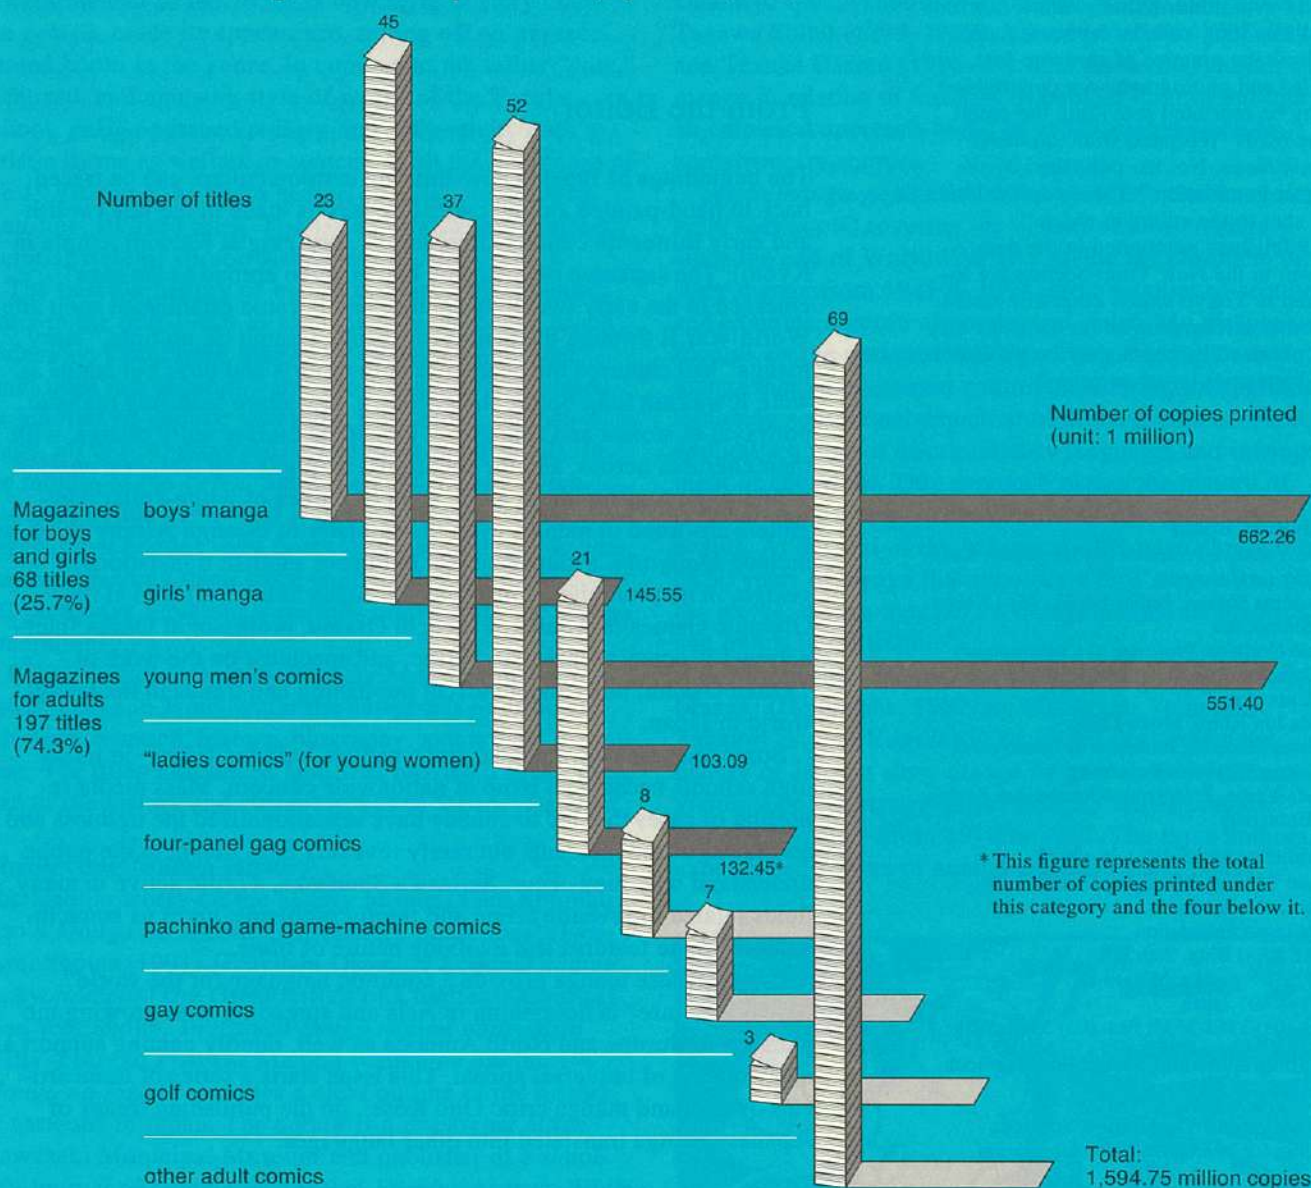 45
52
Number of titles
23
37
69
Number of copies printed
(unit: 1 million)
Magazines
for boys
and girls
68 titles
(25.7%)
boys' manga
662.26
girls' manga
21
145.55
Magazines
for adults
197 titles
(74.3%)
young men's comics
551.40
"ladies comics" (for young women)
103.09
8
four-panel gag comics
132.45*
* This figure represents the total
number of copies printed under
this category and the four below it.
7
pachinko and game-machine comics
gay comics
3
golf comics
other adult comics
Total:
1,594.75 million copies